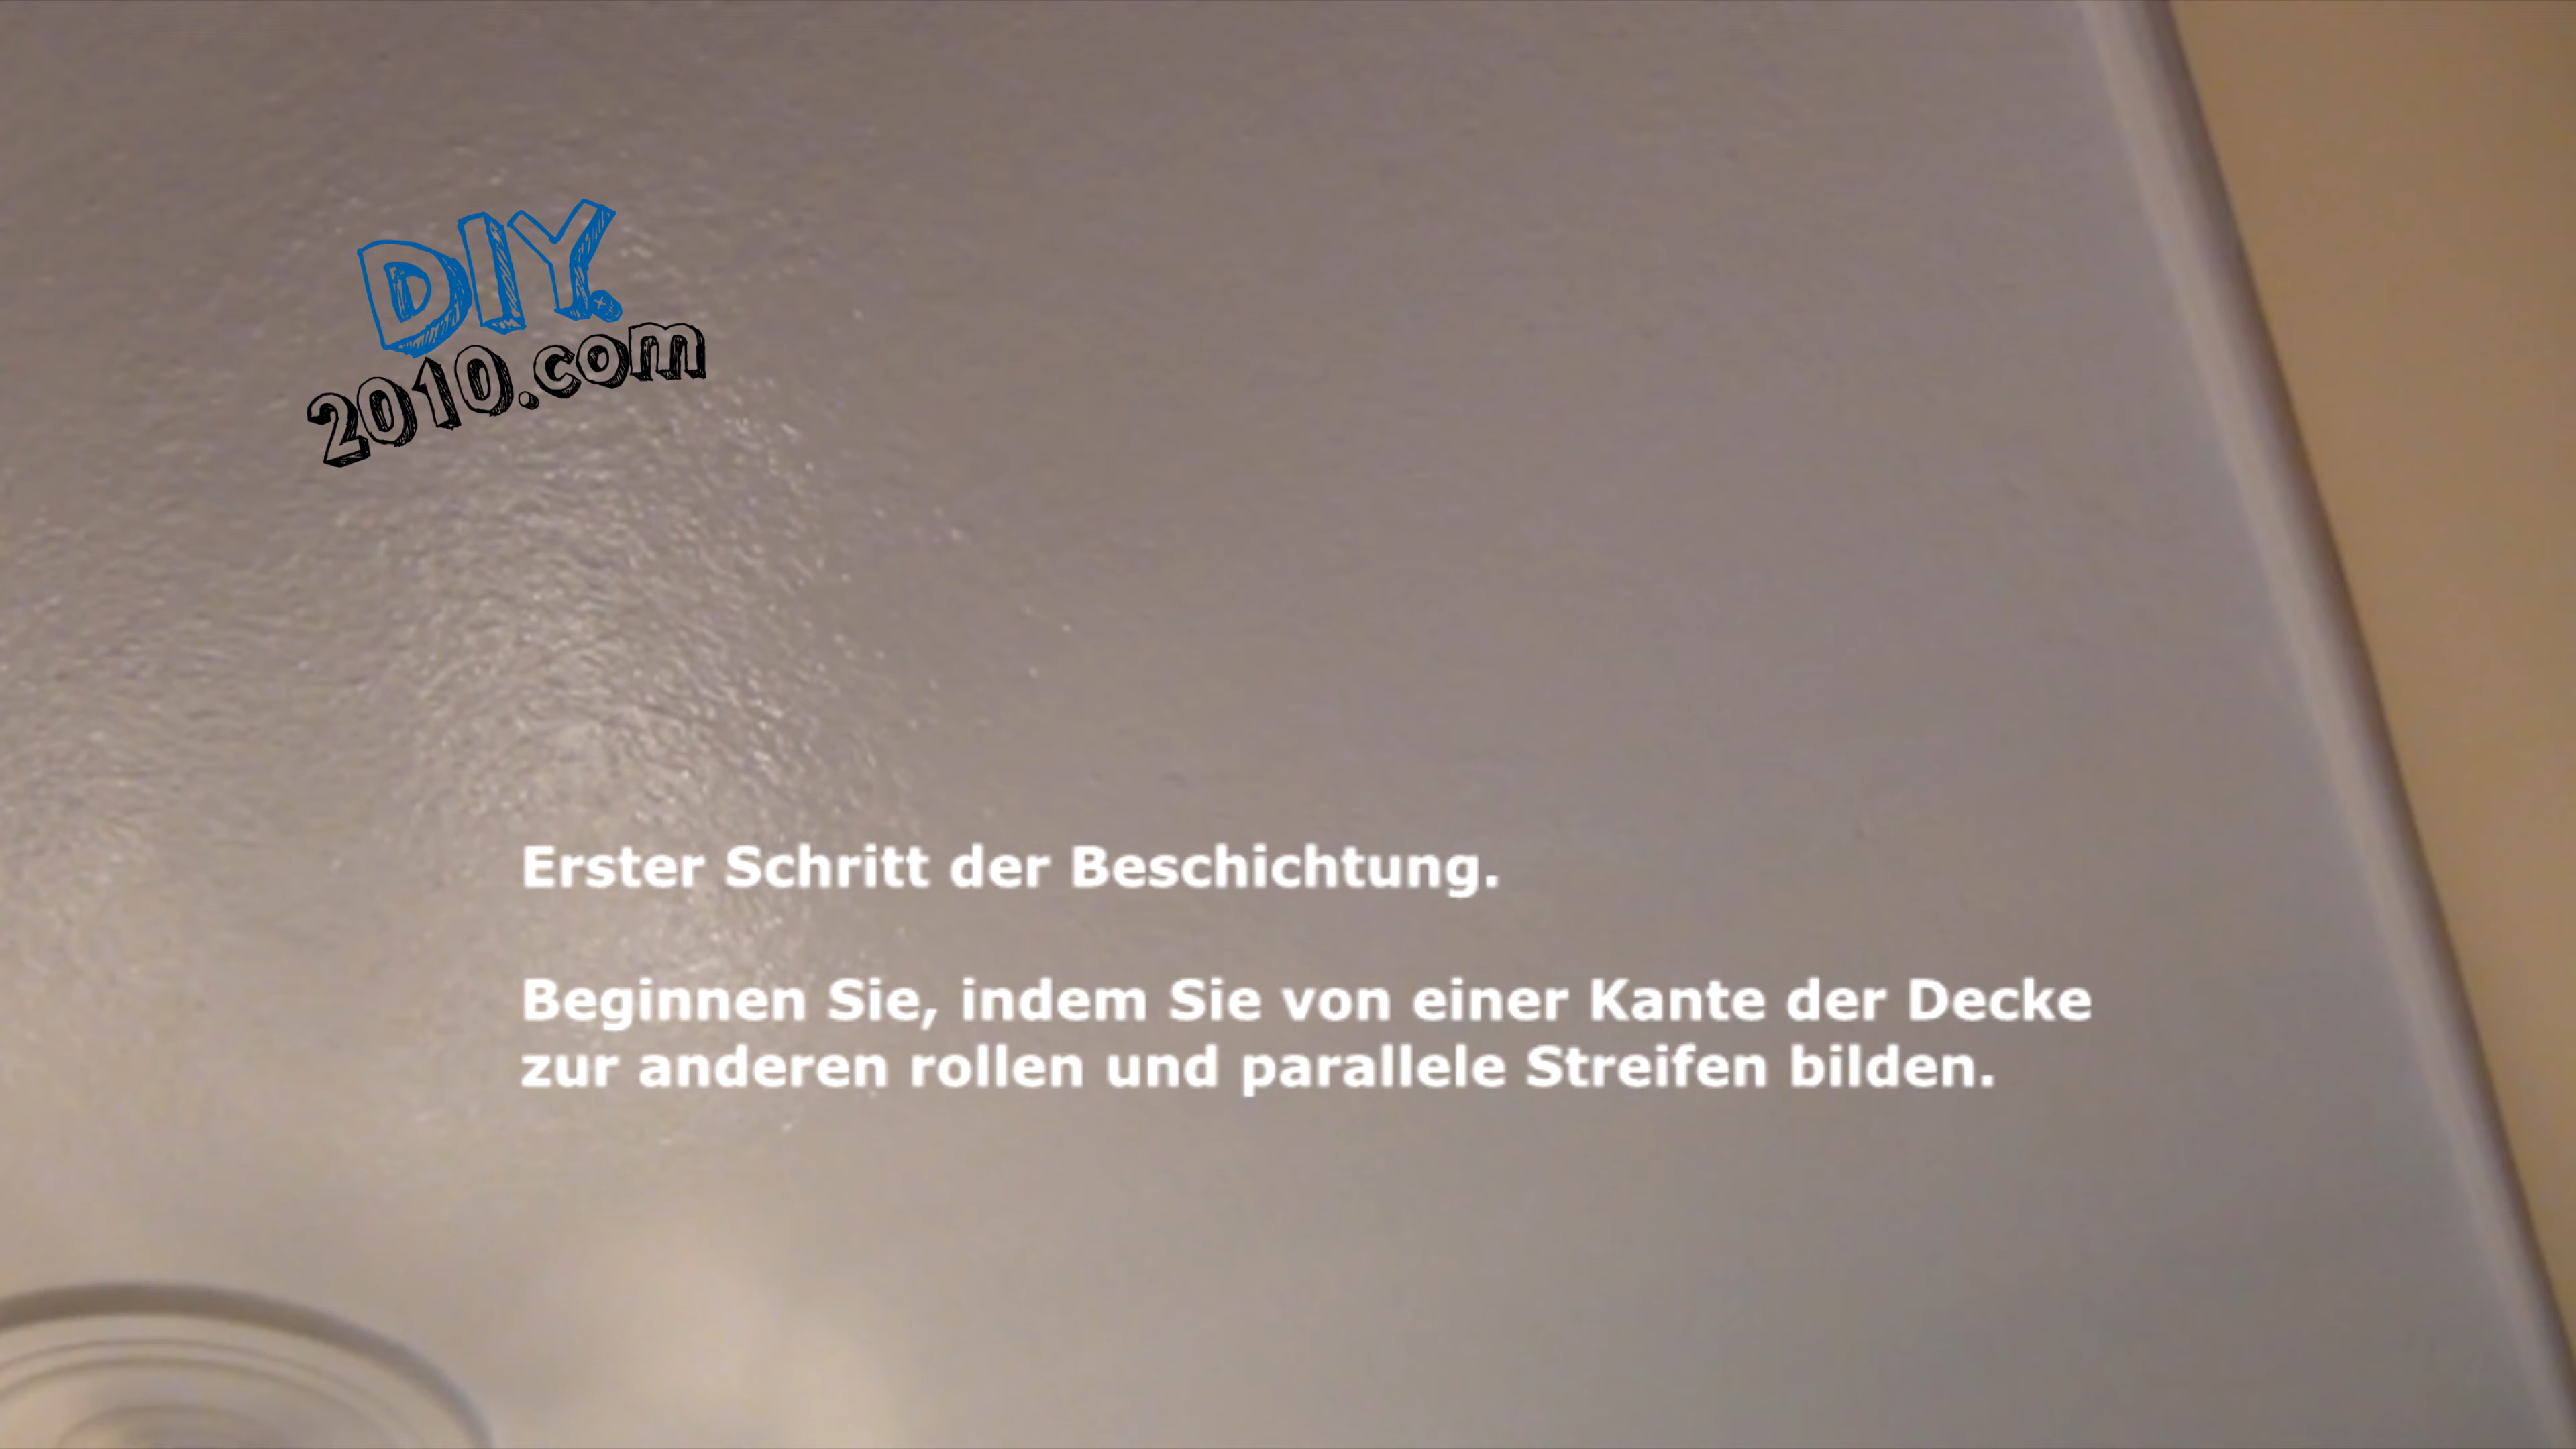 DIY.
2010.com
Erster Schritt der Beschichtung.
Beginnen Sie, indem Sie von einer Kante der Decke
zur anderen rollen und parallele Streifen bilden.